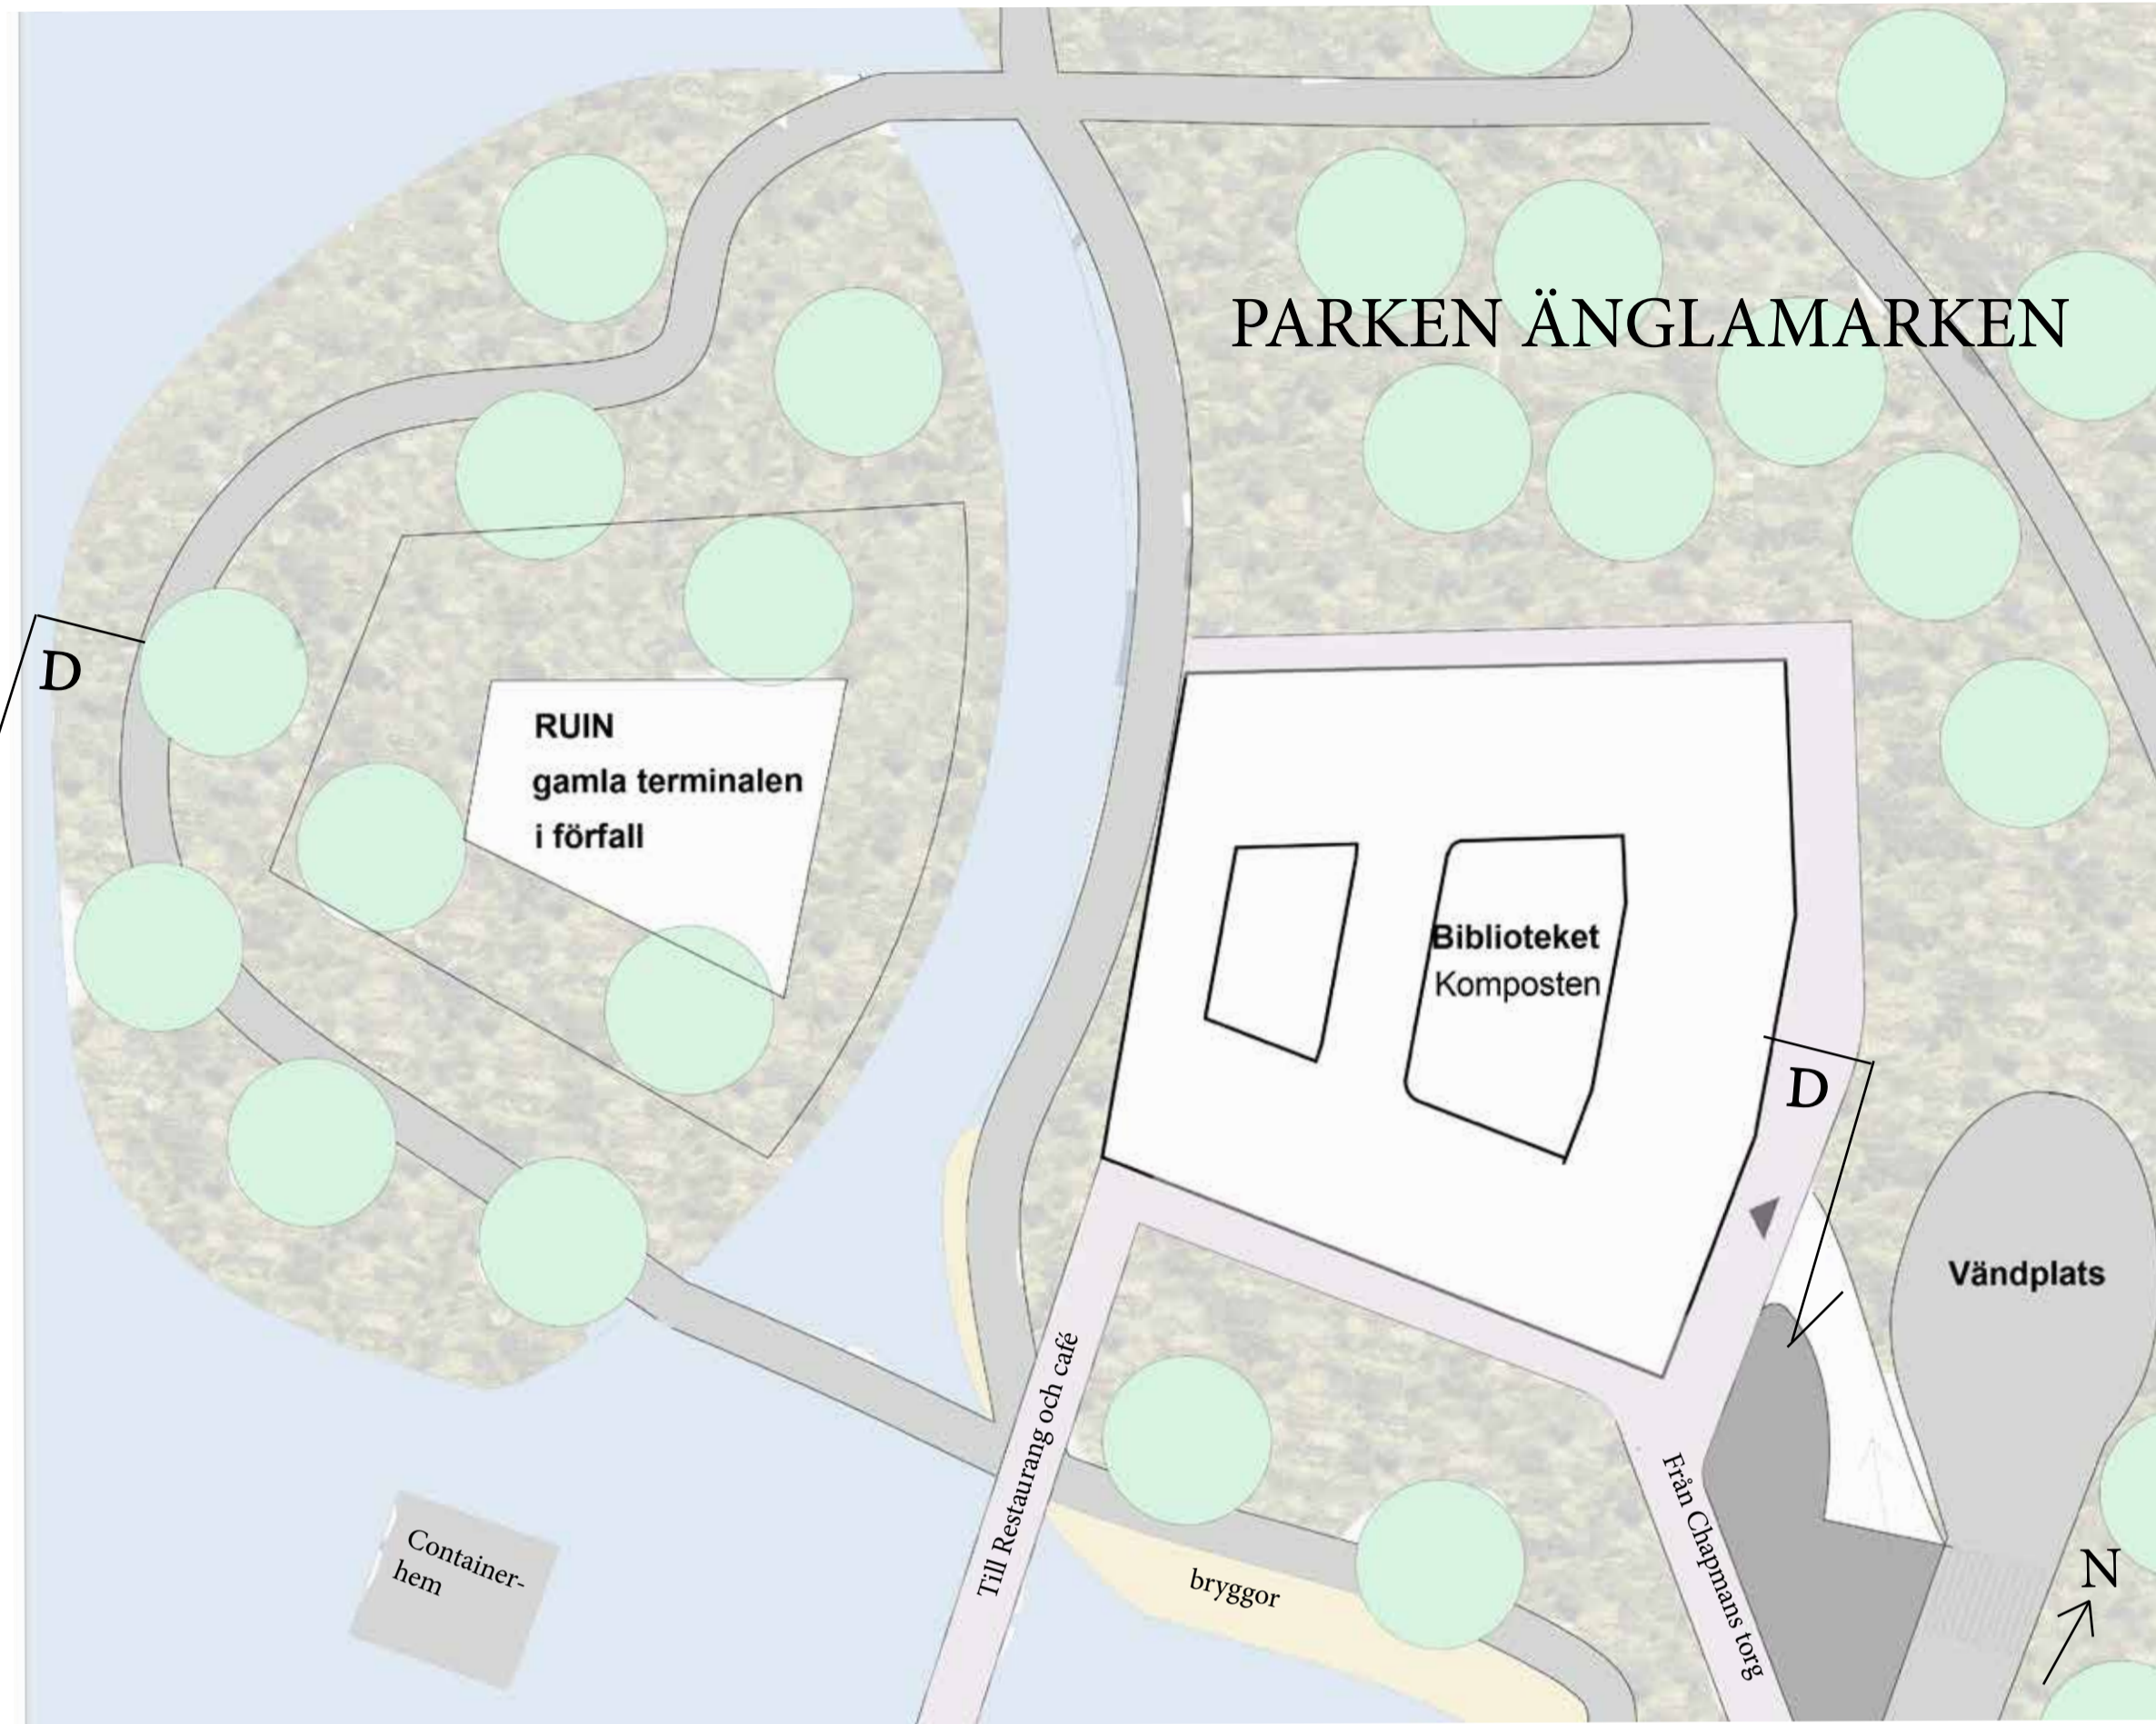 PARKEN ÄNGLAMARKEN
D
RUIN
gamla terminalen
i förfall
Biblioteket
Komposten
D
Vändplats
Till Restaurang och café
Från Chapmans torg
Container-
hem
bryggor
N